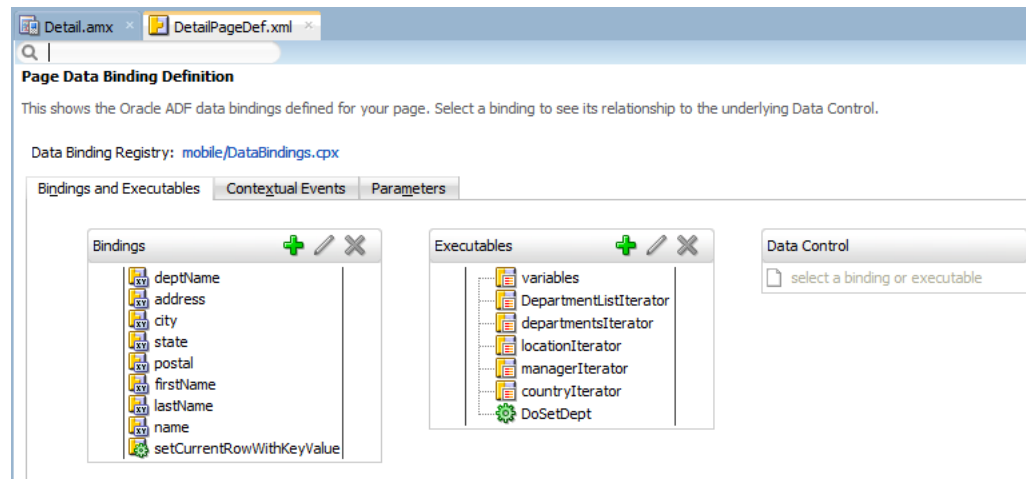 Detail.amx DetailPageDef.xml
Page Data Binding Definition
This shows the Oracle ADF data bindings defined for your page. Select a binding to see its relationship to the underlying Data Control.
Data Binding Registry: mobile/DataBindings.cpx
Bindings and Executables Contextual Events Parameters
Bindings Executables Data Control
deptName variables select a binding or executable
address DepartmentListIterator
city departmentsIterator
state locationIterator
postal managerIterator
firstName countryIterator
lastName DoSetDept
name
setCurrentRowWithKeyValue